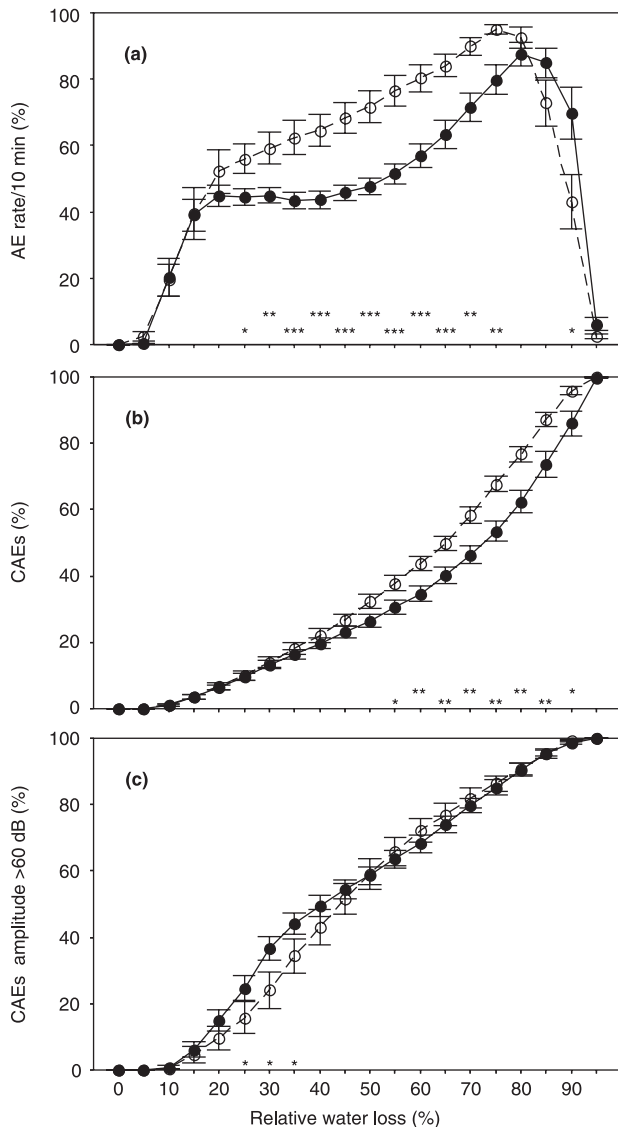 100
80
60
40
20
0
AE rate/10 min (%)
(a)
** *** *** *** *** **
* *** *** *** *** ** *
100
80
60
40
20
0
CAEs (%)
(b)
** ** ** *
* ** ** **
100
80
60
40
20
0
CAEs amplitude >60 dB (%)
(c)
* * *
0 10 20 30 40 50 60 70 80 90
Relative water loss (%)